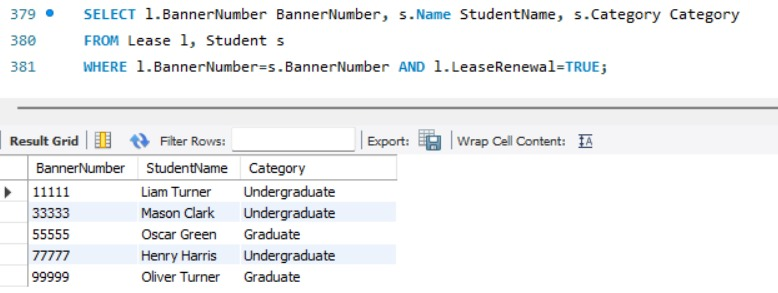 379 SELECT l.BannerNumber BannerNumber, s.Name StudentName, s.Category Category
380 FROM Lease l, Student s
381 WHERE l.BannerNumber=s.BannerNumber AND l.LeaseRenewal=TRUE;
Result Grid Filter Rows: Export: Wrap Cell Content:
BannerNumber StudentName Category
11111 Liam Turner Undergraduate
33333 Mason Clark Undergraduate
55555 Oscar Green Graduate
77777 Henry Harris Undergraduate
99999 Oliver Turner Graduate